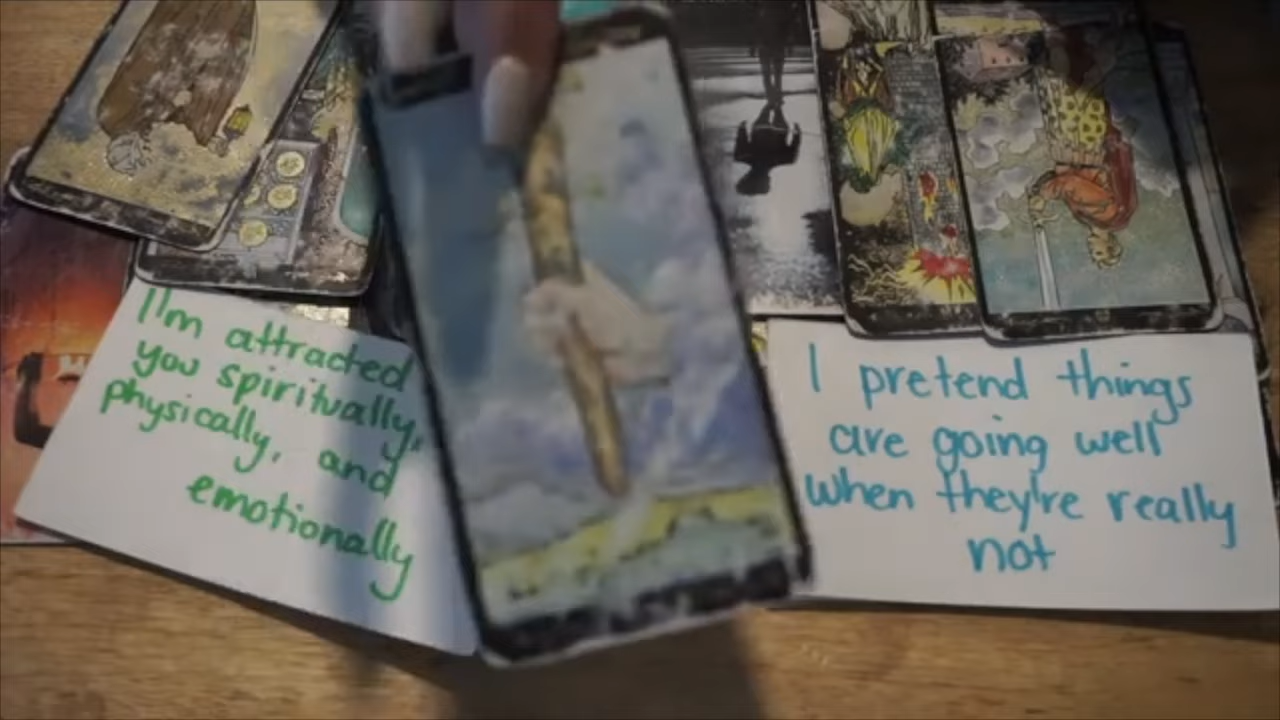 I'm attracted
you spiritually,
physically, and
emotionally
I pretend things
are going well
when they're really
not